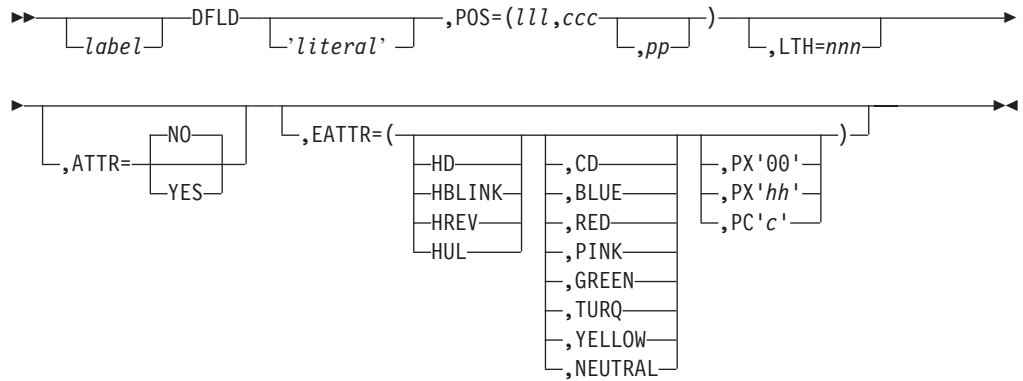 DFLD ,POS=(lll,ccc )
label 'literal' ,pp ,LTH=nnn
,ATTR= NO ,EATTR=( )
YES HD ,CD ,PX'00'
HBLINK ,BLUE ,PX'hh'
HREV ,RED ,PC'c'
HUL ,PINK
,GREEN
,TURQ
,YELLOW
,NEUTRAL